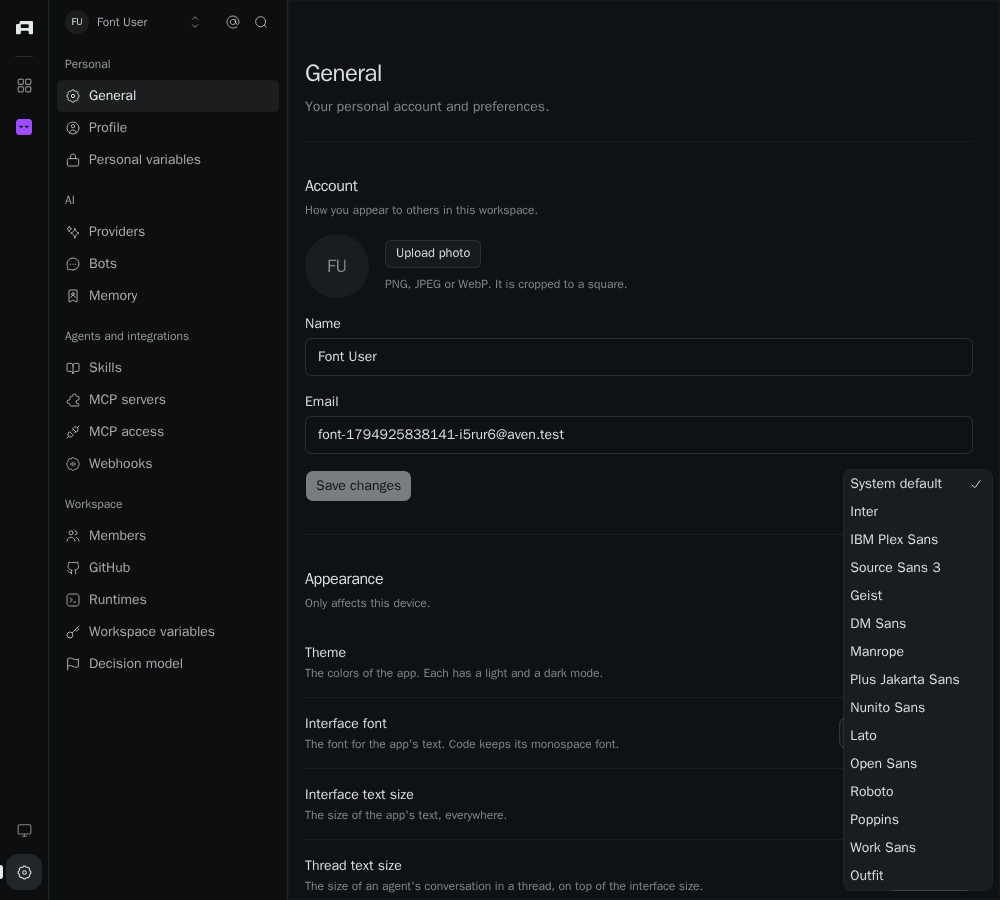 FU Font User
Personal
General
Profile
Personal variables
AI
Providers
Bots
Memory
Agents and integrations
Skills
MCP servers
MCP access
Webhooks
Workspace
Members
GitHub
Runtimes
Workspace variables
Decision model
General
Your personal account and preferences.
Account
How you appear to others in this workspace.
FU
Upload photo
PNG, JPEG or WebP. It is cropped to a square.
Name
Font User
Email
font-1794925838141-i5rur6@aven.test
Save changes
Appearance
Only affects this device.
Theme
The colors of the app. Each has a light and a dark mode.
Interface font
The font for the app's text. Code keeps its monospace font.
Interface text size
The size of the app's text, everywhere.
Thread text size
The size of an agent's conversation in a thread, on top of the interface size.
System default
Inter
IBM Plex Sans
Source Sans 3
Geist
DM Sans
Manrope
Plus Jakarta Sans
Nunito Sans
Lato
Open Sans
Roboto
Poppins
Work Sans
Outfit